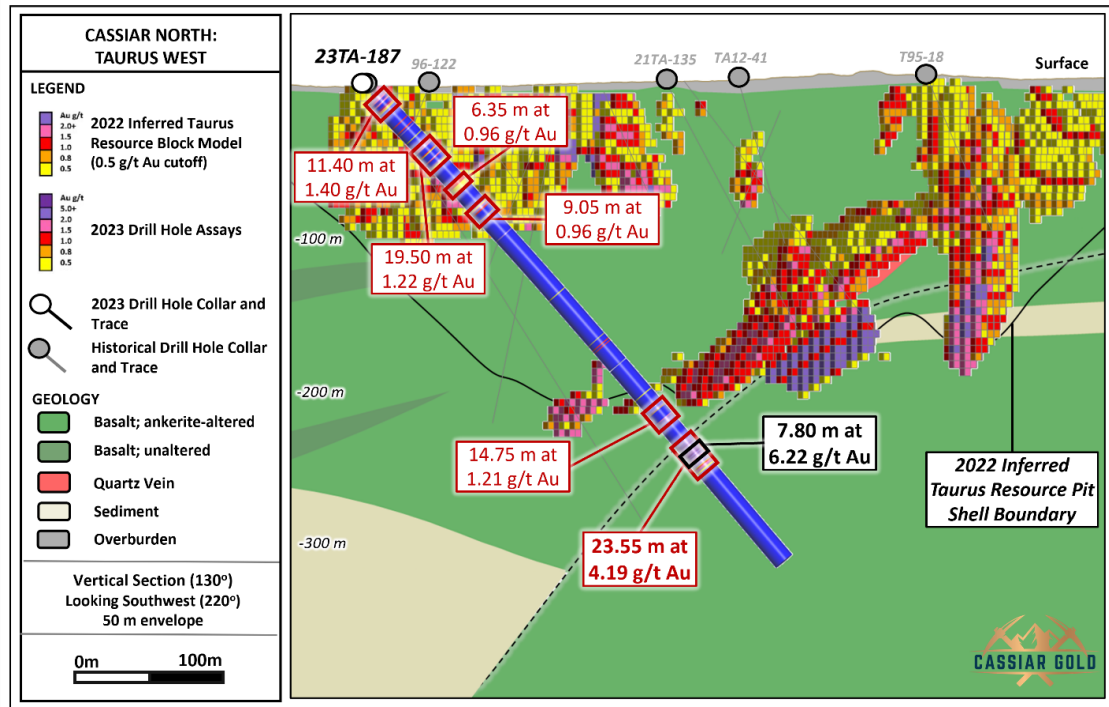 CASSIAR NORTH:
TAURUS WEST
LEGEND
Au g/t
2.0+
1.5
1.0
0.8
0.5
2022 Inferred Taurus
Resource Block Model
(0.5 g/t Au cutoff)
Au g/t
5.0+
2.0
1.5
1.0
0.8
0.5
2023 Drill Hole Assays
2023 Drill Hole Collar and
Trace
Historical Drill Hole Collar
and Trace
GEOLOGY
Basalt; ankerite-altered
Basalt; unaltered
Quartz Vein
Sediment
Overburden
Vertical Section (130°)
Looking Southwest (220°)
50 m envelope
0m 100m
23TA-187
96-122
21TA-135
TA12-41
T95-18
Surface
6.35 m at
0.96 g/t Au
11.40 m at
1.40 g/t Au
9.05 m at
0.96 g/t Au
19.50 m at
1.22 g/t Au
-100 m
-200 m
-300 m
14.75 m at
1.21 g/t Au
7.80 m at
6.22 g/t Au
23.55 m at
4.19 g/t Au
2022 Inferred
Taurus Resource Pit
Shell Boundary
CASSIAR GOLD